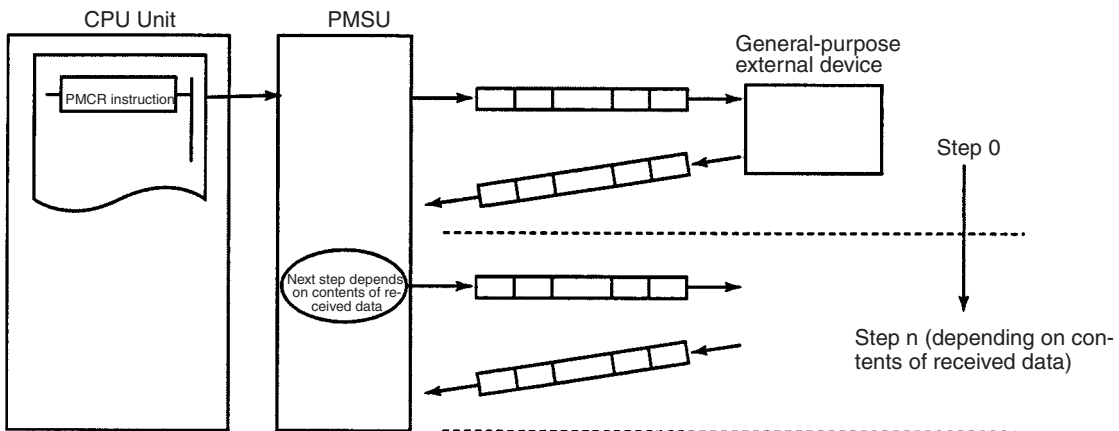 CPU Unit
PMSU
General-purpose
external device
PMCR instruction
Step 0
Next step depends
on contents of re-
ceived data
Step n (depending on con-
tents of received data)